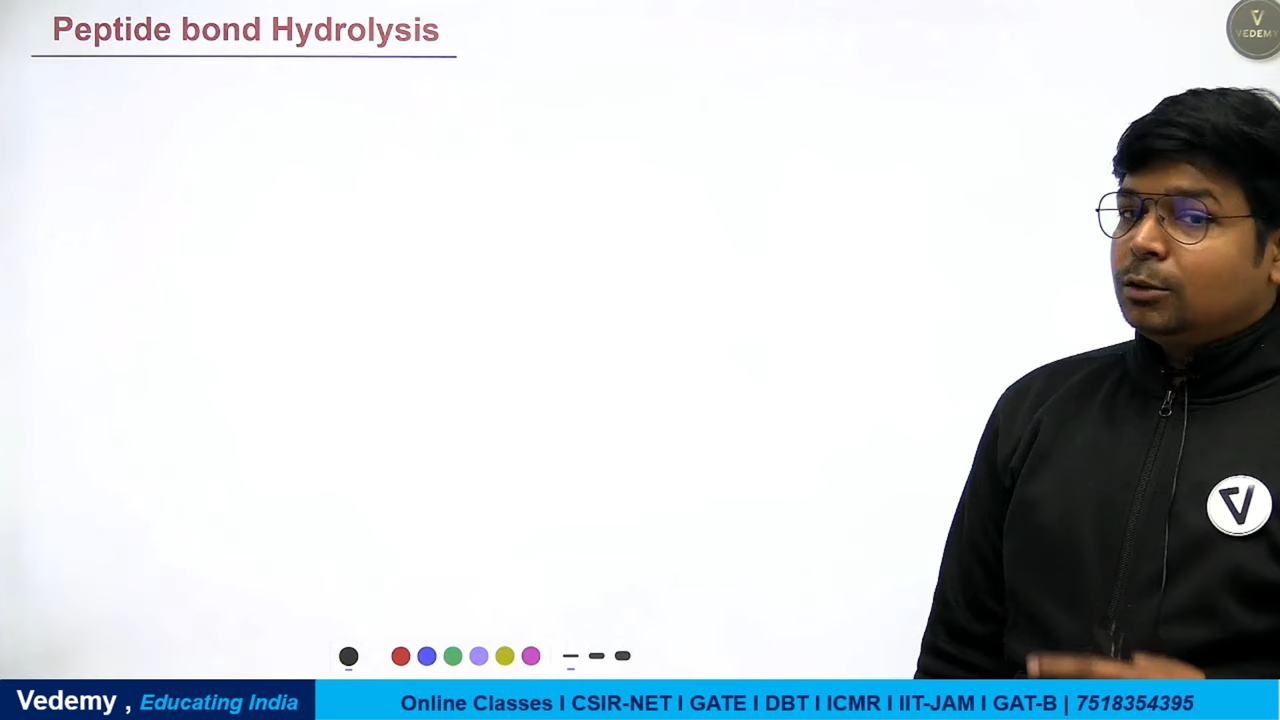 Peptide bond Hydrolysis
VEDEMY
Vedemy , Educating India
Online Classes I CSIR-NET I GATE I DBT I ICMR I IIT-JAM I GAT-B | 7518354395